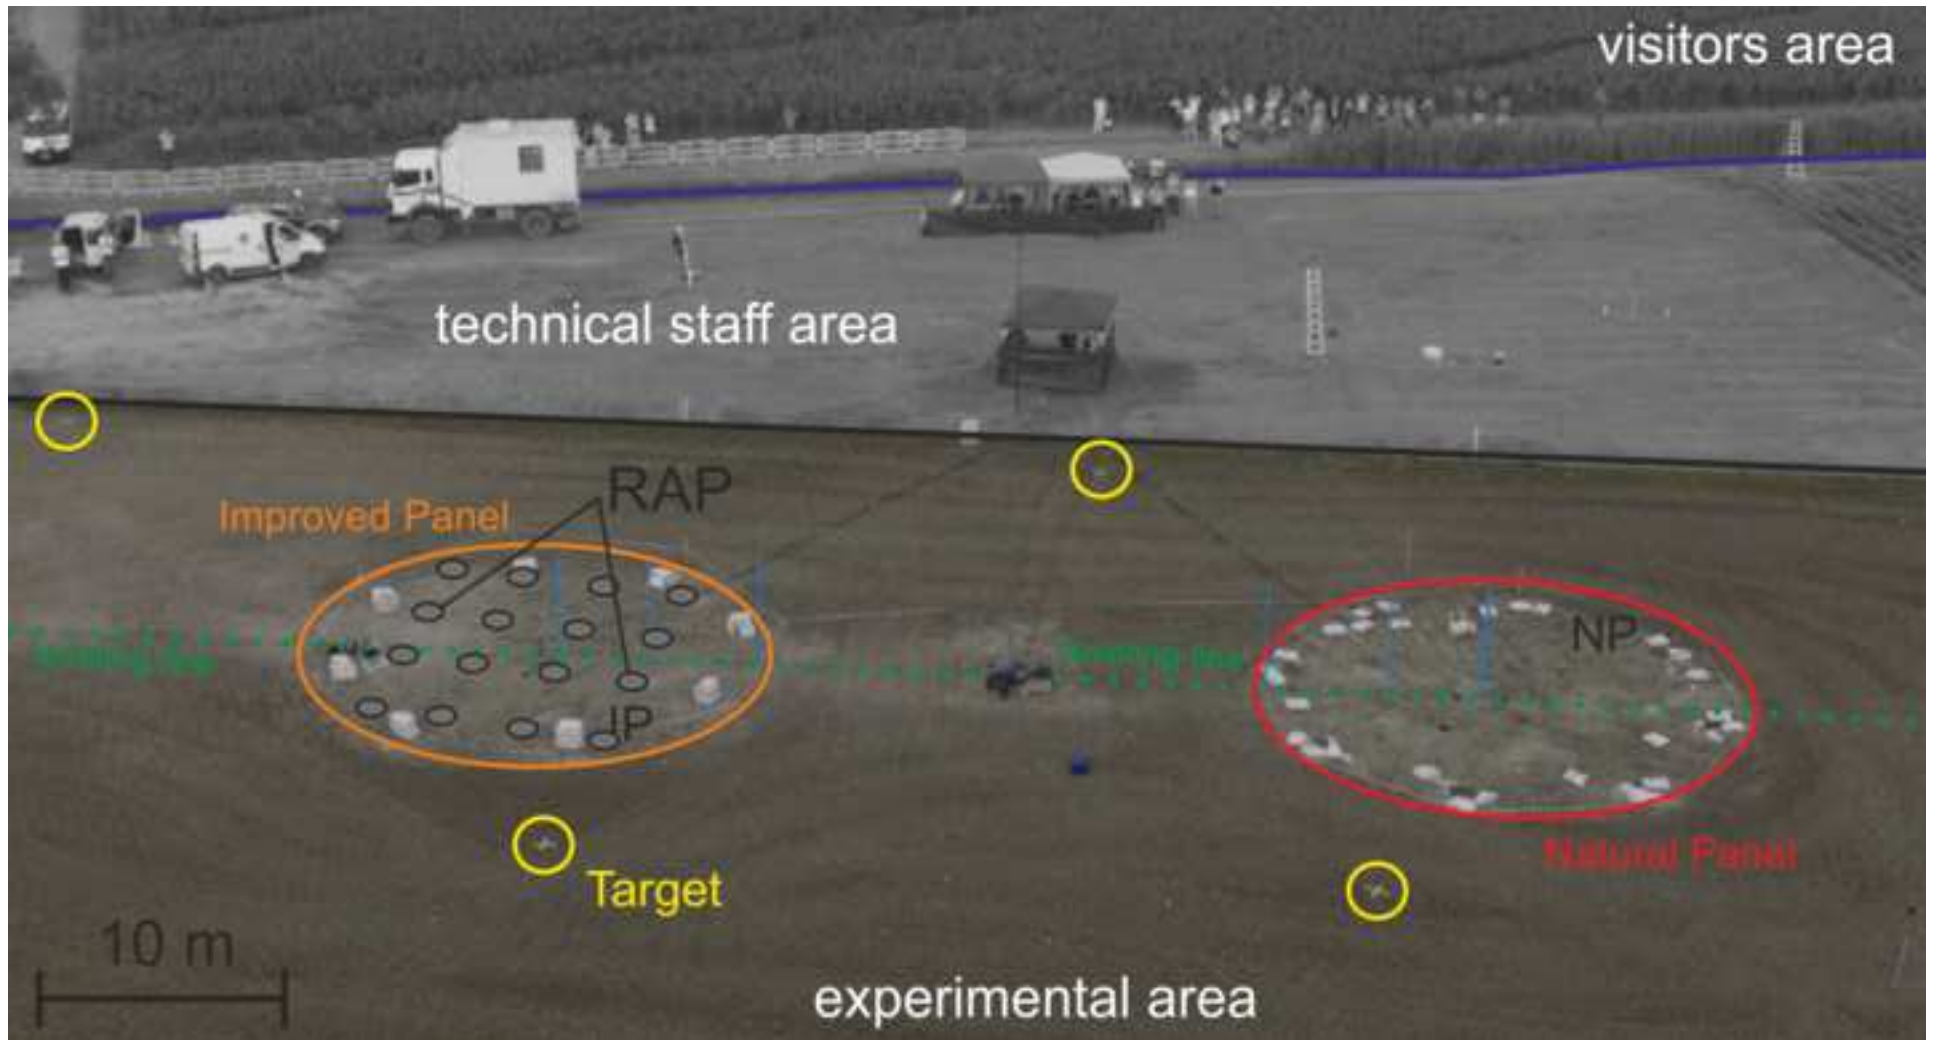 visitors area
technical staff area
RAP
Improved Panel
NP
IP
Natural Panel
Target
10 m
experimental area